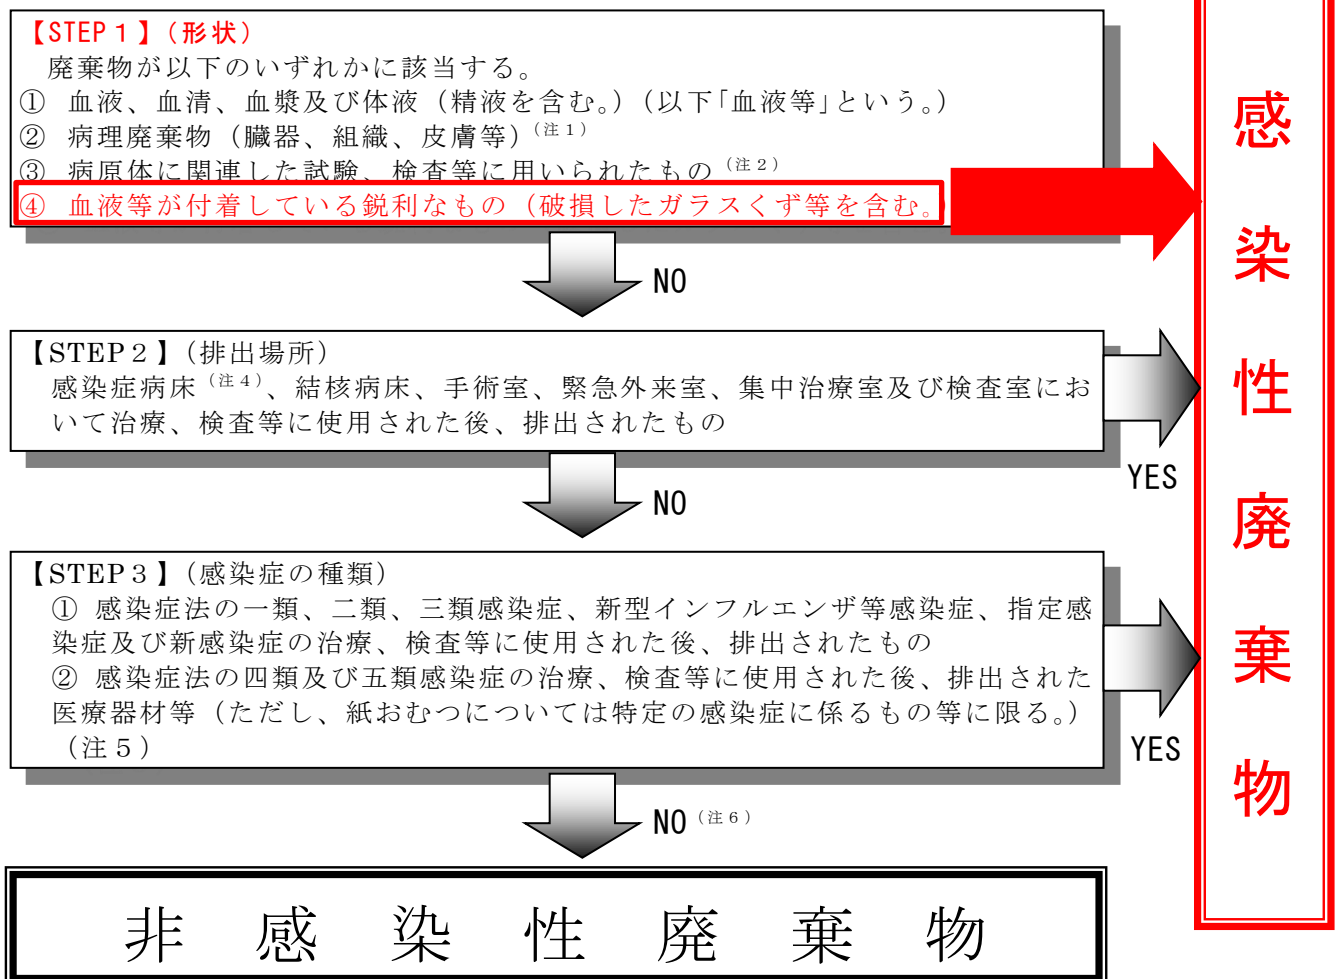 【STEP１】(形状)
廃棄物が以下のいずれかに該当する。
① 血液、血清、血漿及び体液（精液を含む。）（以下「血液等」という。）
② 病理廃棄物（臓器、組織、皮膚等）（注１）
③ 病原体に関連した試験、検査等に用いられたもの（注２）
④ 血液等が付着している鋭利なもの（破損したガラスくず等を含む。
NO
【STEP２】(排出場所)
感染症病床（注４）、結核病床、手術室、緊急外来室、集中治療室及び検査室にお
いて治療、検査等に使用された後、排出されたもの
YES
NO
【STEP３】(感染症の種類)
① 感染症法の一類、二類、三類感染症、新型インフルエンザ等感染症、指定感
染症及び新感染症の治療、検査等に使用された後、排出されたもの
② 感染症法の四類及び五類感染症の治療、検査等に使用された後、排出された
医療器材等（ただし、紙おむつについては特定の感染症に係るもの等に限る。）
（注５）
YES
NO（注６）
非感染性廃棄物
感染性廃棄物